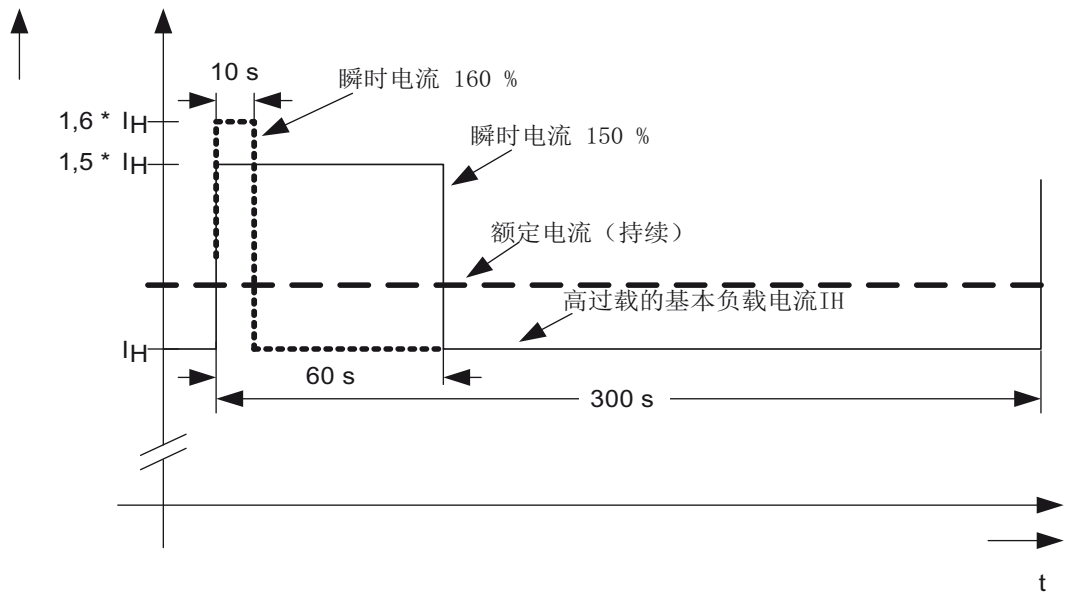 10 s
瞬时电流 160 %
1,6 * IH
瞬时电流 150 %
1,5 * IH
额定电流（持续）
高过载的基本负载电流IH
IH
60 s
300 s
t